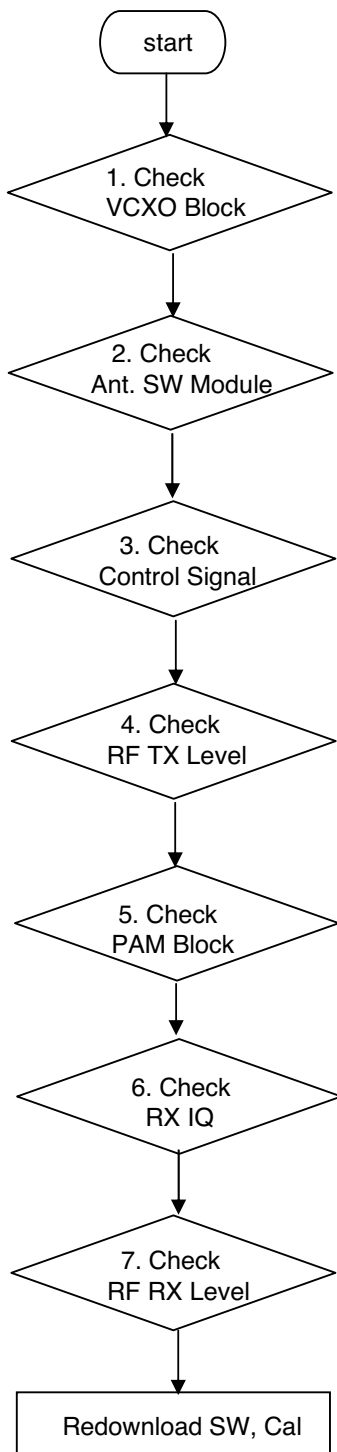 start
1. Check
VCXO Block
2. Check
Ant. SW Module
3. Check
Control Signal
4. Check
RF TX Level
5. Check
PAM Block
6. Check
RX IQ
7. Check
RF RX Level
Redownload SW, Cal